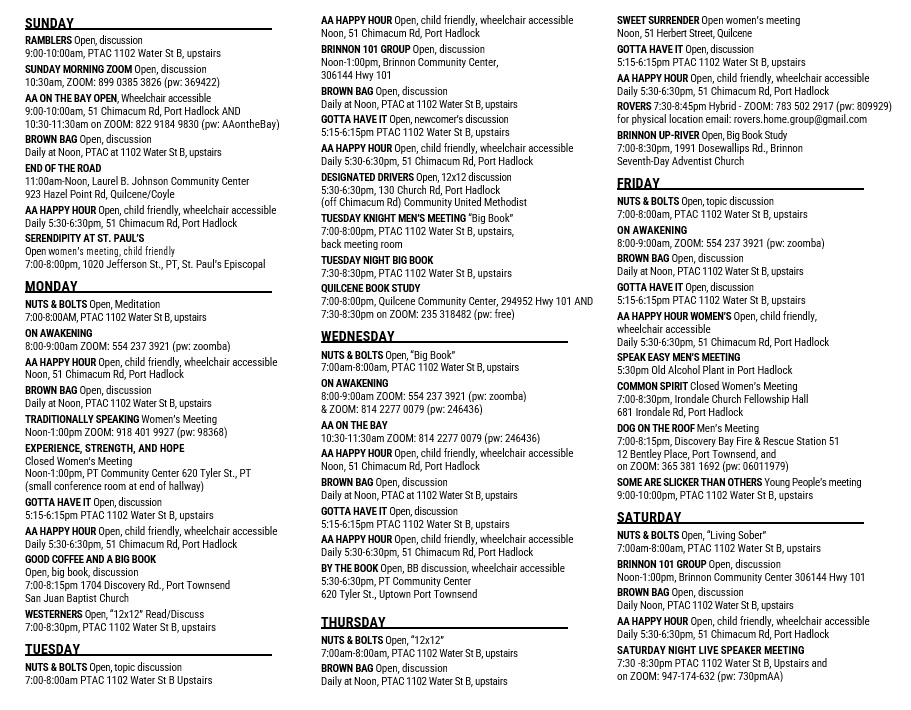 SUNDAY
RAMBLERS Open, discussion
9:00-10:00am, PTAC 1102 Water St B, upstairs
SUNDAY MORNING ZOOM Open, discussion
10:30am, ZOOM: 899 0385 3826 (pw: 369422)
AA ON THE BAY OPEN, Wheelchair accessible
9:00-10:00am, 51 Chimacum Rd, Port Hadlock AND
10:30-11:30am on ZOOM: 822 9184 9830 (pw: AAontheBay)
BROWN BAG Open, discussion
Daily at Noon, PTAC at 1102 Water St B, upstairs
END OF THE ROAD
11:00am-Noon, Laurel B. Johnson Community Center
923 Hazel Point Rd, Quilcene/Coyle
AA HAPPY HOUR Open, child friendly, wheelchair accessible
Daily 5:30-6:30pm, 51 Chimacum Rd, Port Hadlock
SERENDIPITY AT ST. PAUL'S
Open women's meeting, child friendly
7:00-8:00pm, 1020 Jefferson St., PT, St. Paul's Episcopal
MONDAY
NUTS & BOLTS Open, Meditation
7:00-8:00AM, PTAC 1102 Water St B, upstairs
ON AWAKENING
8:00-9:00am ZOOM: 554 237 3921 (pw: zoomba)
AA HAPPY HOUR Open, child friendly, wheelchair accessible
Noon, 51 Chimacum Rd, Port Hadlock
BROWN BAG Open, discussion
Daily at Noon, PTAC 1102 Water St B, upstairs
TRADITIONALLY SPEAKING Women's Meeting
Noon-1:00pm ZOOM: 918 401 9927 (pw: 98368)
EXPERIENCE, STRENGTH, AND HOPE
Closed Women's Meeting
Noon-1:00pm, PT Community Center 620 Tyler St., PT
(small conference room at end of hallway)
GOTTA HAVE IT Open, discussion
5:15-6:15pm PTAC 1102 Water St B, upstairs
AA HAPPY HOUR Open, child friendly, wheelchair accessible
Daily 5:30-6:30pm, 51 Chimacum Rd, Port Hadlock
GOOD COFFEE AND A BIG BOOK
Open, big book, discussion
7:00-8:15pm 1704 Discovery Rd., Port Townsend
San Juan Baptist Church
WESTERNERS Open, "12x12" Read/Discuss
7:00-8:30pm, PTAC 1102 Water St B, upstairs
TUESDAY
NUTS & BOLTS Open, topic discussion
7:00-8:00am PTAC 1102 Water St B Upstairs
AA HAPPY HOUR Open, child friendly, wheelchair accessible
Noon, 51 Chimacum Rd, Port Hadlock
BRINNON 101 GROUP Open, discussion
Noon-1:00pm, Brinnon Community Center,
306144 Hwy 101
BROWN BAG Open, discussion
Daily at Noon, PTAC at 1102 Water St B, upstairs
GOTTA HAVE IT Open, newcomer's discussion
5:15-6:15pm PTAC 1102 Water St B, upstairs
AA HAPPY HOUR Open, child friendly, wheelchair accessible
Daily 5:30-6:30pm, 51 Chimacum Rd, Port Hadlock
DESIGNATED DRIVERS Open, 12x12 discussion
5:30-6:30pm, 130 Church Rd, Port Hadlock
(off Chimacum Rd) Community United Methodist
TUESDAY KNIGHT MEN'S MEETING "Big Book"
7:00-8:00pm, PTAC 1102 Water St B, upstairs,
back meeting room
TUESDAY NIGHT BIG BOOK
7:30-8:30pm, PTAC 1102 Water St B, upstairs
QUILCENE BOOK STUDY
7:00-8:00pm, Quilcene Community Center, 294952 Hwy 101 AND
7:30-8:30pm on ZOOM: 235 318482 (pw: free)
WEDNESDAY
NUTS & BOLTS Open, "Big Book"
7:00am-8:00am, PTAC 1102 Water St B, upstairs
ON AWAKENING
8:00-9:00am ZOOM: 554 237 3921 (pw: zoomba)
& ZOOM: 814 2277 0079 (pw: 246436)
AA ON THE BAY
10:30-11:30am ZOOM: 814 2277 0079 (pw: 246436)
AA HAPPY HOUR Open, child friendly, wheelchair accessible
Noon, 51 Chimacum Rd, Port Hadlock
BROWN BAG Open, discussion
Daily at Noon, PTAC at 1102 Water St B, upstairs
GOTTA HAVE IT Open, discussion
5:15-6:15pm PTAC 1102 Water St B, upstairs
AA HAPPY HOUR Open, child friendly, wheelchair accessible
Daily 5:30-6:30pm, 51 Chimacum Rd, Port Hadlock
BY THE BOOK Open, BB discussion, wheelchair accessible
5:30-6:30pm, PT Community Center
620 Tyler St., Uptown Port Townsend
THURSDAY
NUTS & BOLTS Open, "12x12"
7:00am-8:00am, PTAC 1102 Water St B, upstairs
BROWN BAG Open, discussion
Daily at Noon, PTAC 1102 Water St B, upstairs
SWEET SURRENDER Open women's meeting
Noon, 51 Herbert Street, Quilcene
GOTTA HAVE IT Open, discussion
5:15-6:15pm PTAC 1102 Water St B, upstairs
AA HAPPY HOUR Open, child friendly, wheelchair accessible
Daily 5:30-6:30pm, 51 Chimacum Rd, Port Hadlock
ROVERS 7:30-8:45pm Hybrid - ZOOM: 783 502 2917 (pw: 809929)
for physical location email: rovers.home.group@gmail.com
BRINNON UP-RIVER Open, Big Book Study
7:00-8:30pm, 1991 Dosewallips Rd., Brinnon
Seventh-Day Adventist Church
FRIDAY
NUTS & BOLTS Open, topic discussion
7:00-8:00am, PTAC 1102 Water St B, upstairs
ON AWAKENING
8:00-9:00am, ZOOM: 554 237 3921 (pw: zoomba)
BROWN BAG Open, discussion
Daily at Noon, PTAC 1102 Water St B, upstairs
GOTTA HAVE IT Open, discussion
5:15-6:15pm PTAC 1102 Water St B, upstairs
AA HAPPY HOUR WOMEN'S Open, child friendly,
wheelchair accessible
Daily 5:30-6:30pm, 51 Chimacum Rd, Port Hadlock
SPEAK EASY MEN'S MEETING
5:30pm Old Alcohol Plant in Port Hadlock
COMMON SPIRIT Closed Women's Meeting
7:00-8:30pm, Irondale Church Fellowship Hall
681 Irondale Rd, Port Hadlock
DOG ON THE ROOF Men's Meeting
7:00-8:15pm, Discovery Bay Fire & Rescue Station 51
12 Bentley Place, Port Townsend, and
on ZOOM: 365 381 1692 (pw: 06011979)
SOME ARE SLICKER THAN OTHERS Young People's meeting
9:00-10:00pm, PTAC 1102 Water St B, upstairs
SATURDAY
NUTS & BOLTS Open, "Living Sober"
7:00am-8:00am, PTAC 1102 Water St B, upstairs
BRINNON 101 GROUP Open, discussion
Noon-1:00pm, Brinnon Community Center 306144 Hwy 101
BROWN BAG Open, discussion
Daily Noon, PTAC 1102 Water St B, upstairs
AA HAPPY HOUR Open, child friendly, wheelchair accessible
Daily 5:30-6:30pm, 51 Chimacum Rd, Port Hadlock
SATURDAY NIGHT LIVE SPEAKER MEETING
7:30 -8:30pm PTAC 1102 Water St B, Upstairs and
on ZOOM: 947-174-632 (pw: 730pmAA)